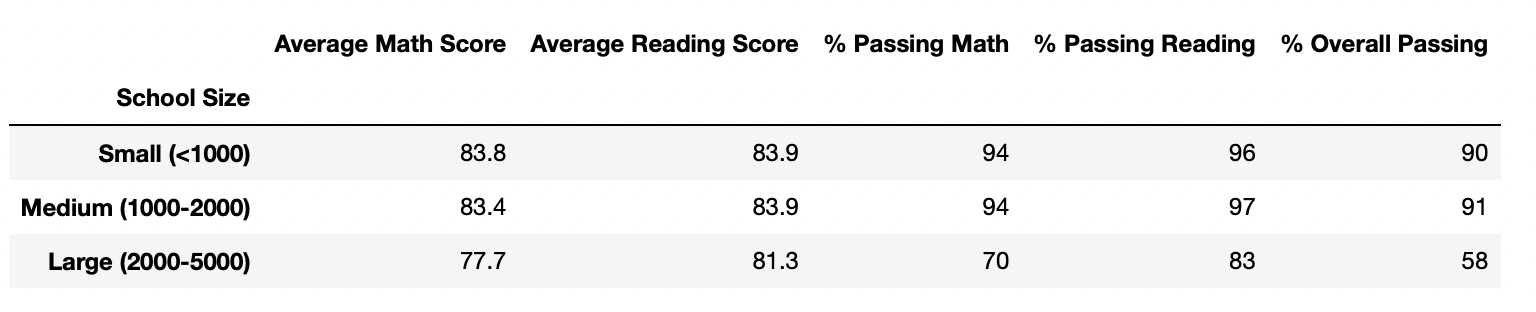 Average Math Score Average Reading Score % Passing Math % Passing Reading % Overall Passing
School Size
Small (<1000) 83.8 83.9 94 96 90
Medium (1000-2000) 83.4 83.9 94 97 91
Large (2000-5000) 77.7 81.3 70 83 58